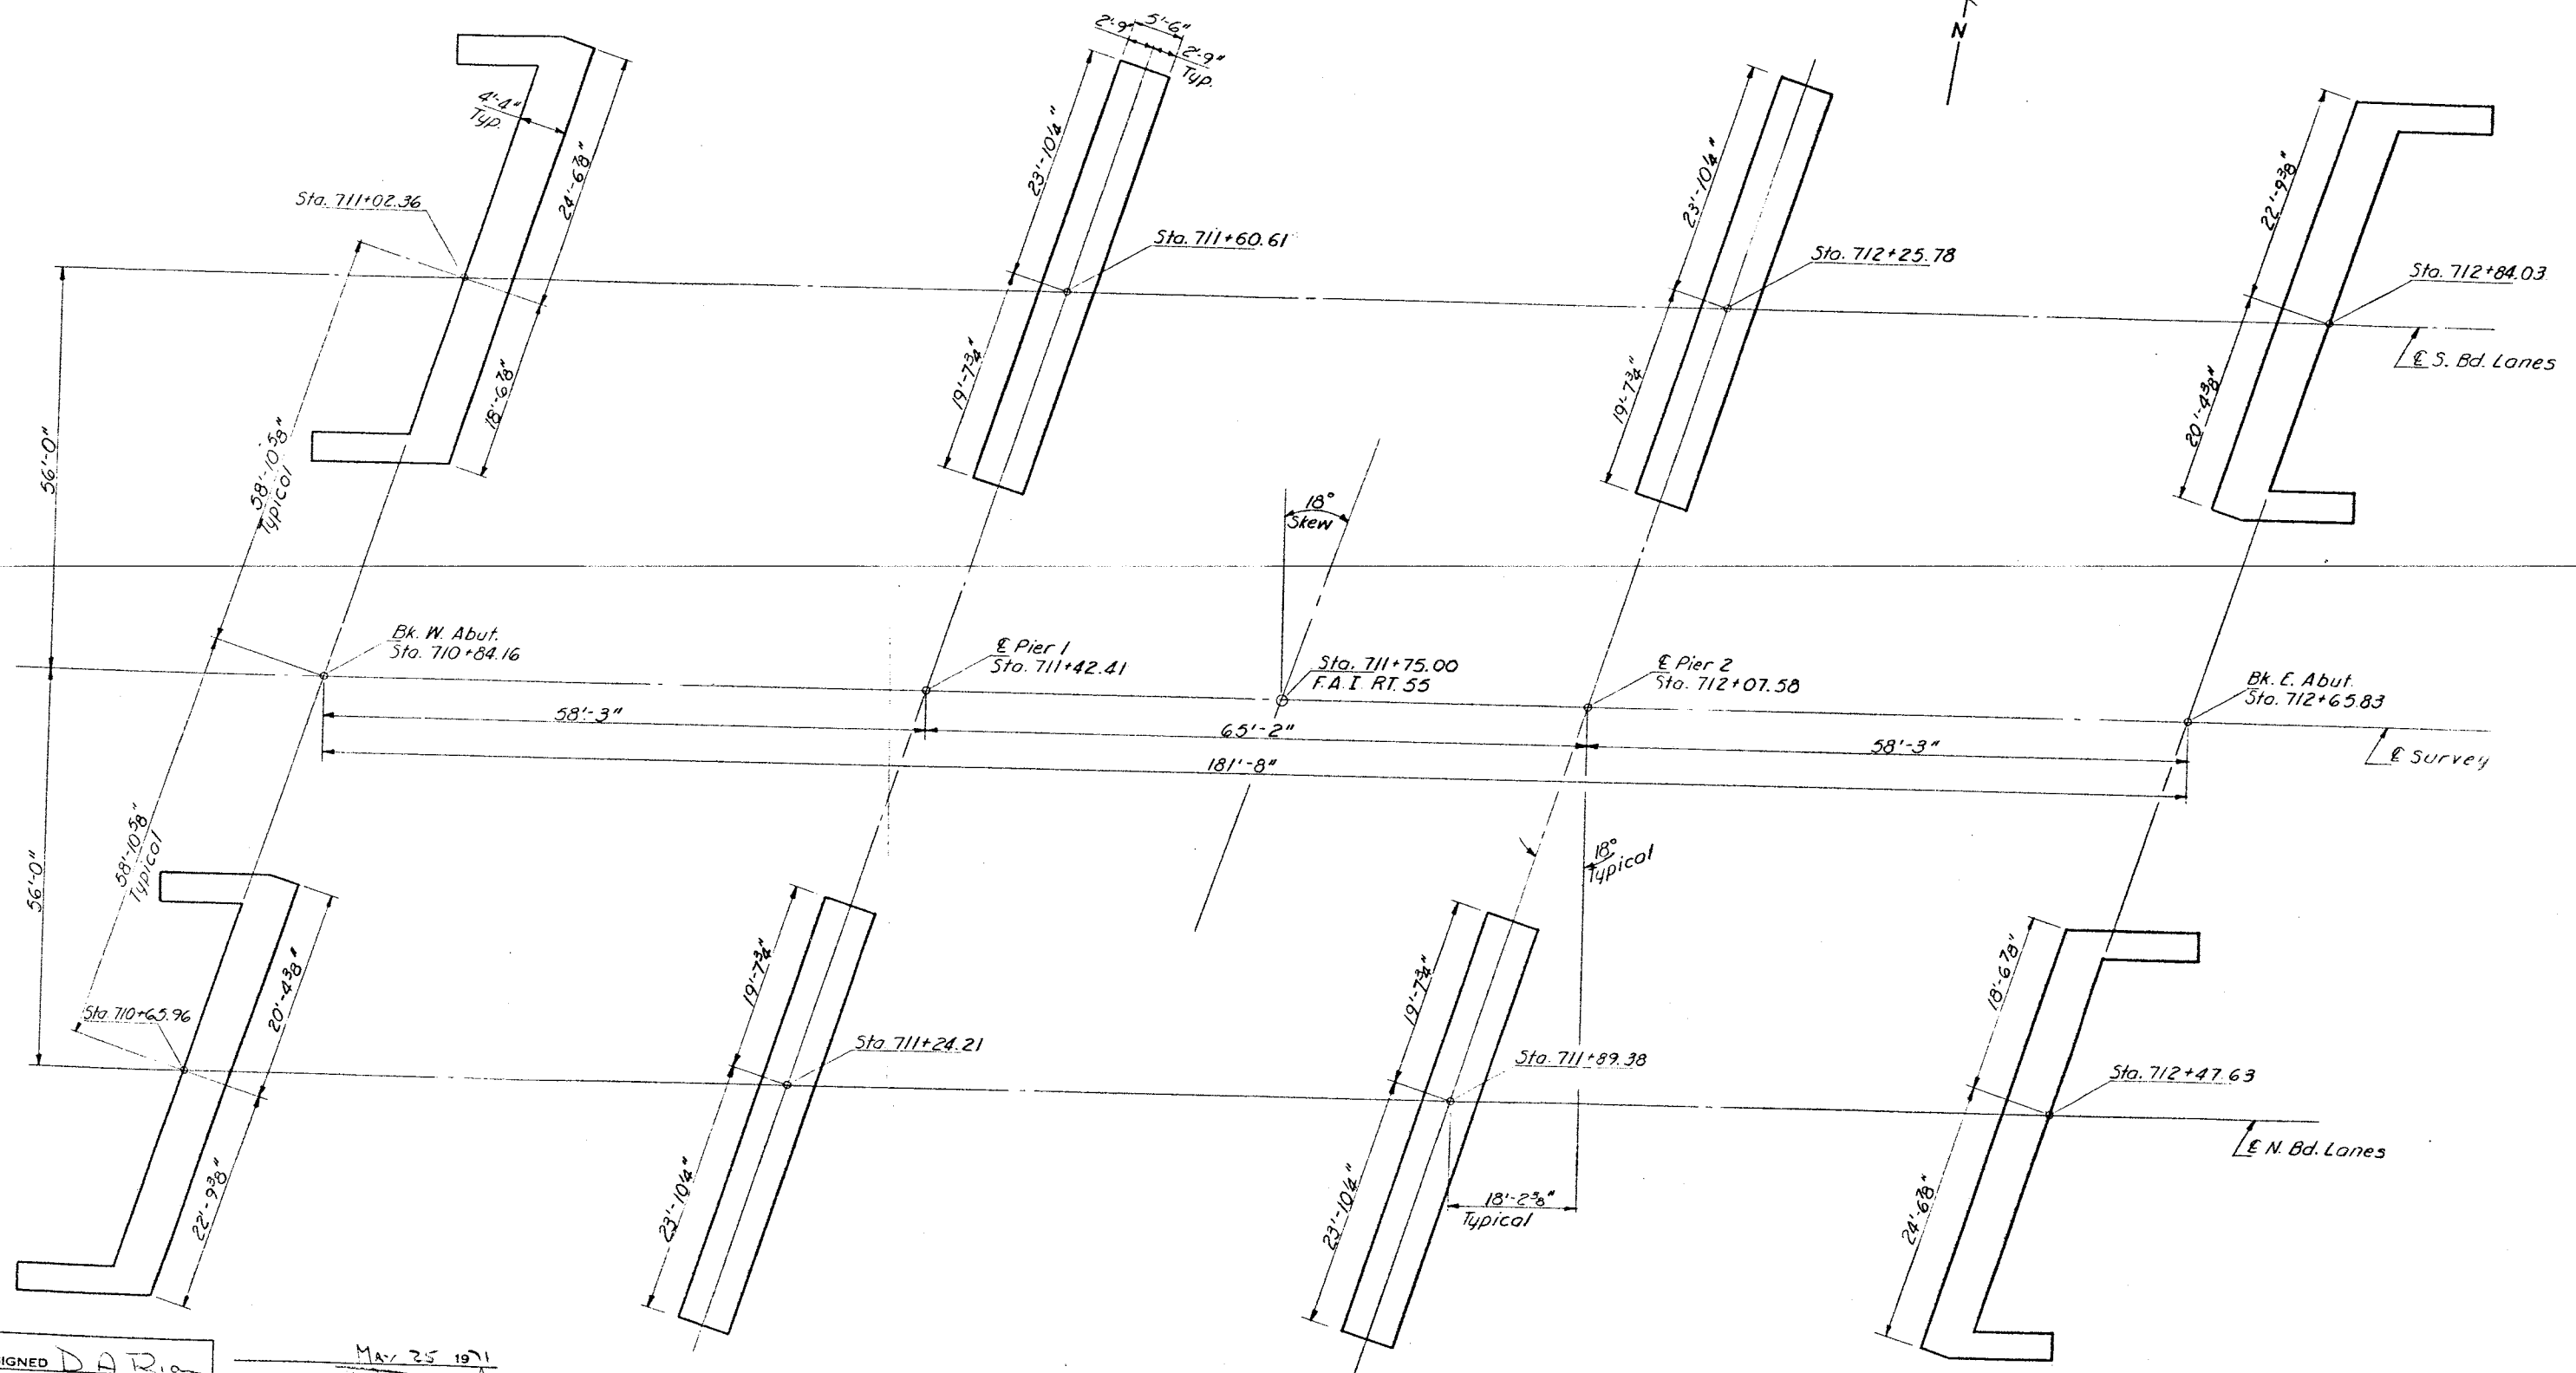 2'-9"
5'-6"
2'-9"
Typ.
N
4'-4"
Typ.
24'-6⅞"
23'-10¼"
23'-10¼"
22'-9⅜"
Sta. 711+02.36
Sta. 711+60.61
Sta. 712+25.78
Sta. 712+84.03
℄ S. Bd. Lanes
18'-6⅞"
19'-7¾"
19'-7¾"
20'-4⅜"
56'-0"
58'-10⅝"
Typical
18°
Skew
Bk. W. Abut.
Sta. 710+84.16
℄ Pier 1
Sta. 711+42.41
Sta. 711+75.00
F.A.I. RT. 55
℄ Pier 2
Sta. 712+07.58
Bk. E. Abut.
Sta. 712+65.83
58'-3"
65'-2"
58'-3"
181'-8"
℄ Survey
56'-0"
58'-10⅝"
Typical
18°
Typical
20'-4⅜"
19'-7¾"
19'-7¾"
18'-6⅞"
Sta. 710+65.96
Sta. 711+24.21
Sta. 711+89.38
Sta. 712+47.63
℄ N. Bd. Lanes
22'-9⅜"
23'-10¼"
23'-10¼"
18'-2⅜"
Typical
24'-6⅞"
IGNED D A
May 25 1971